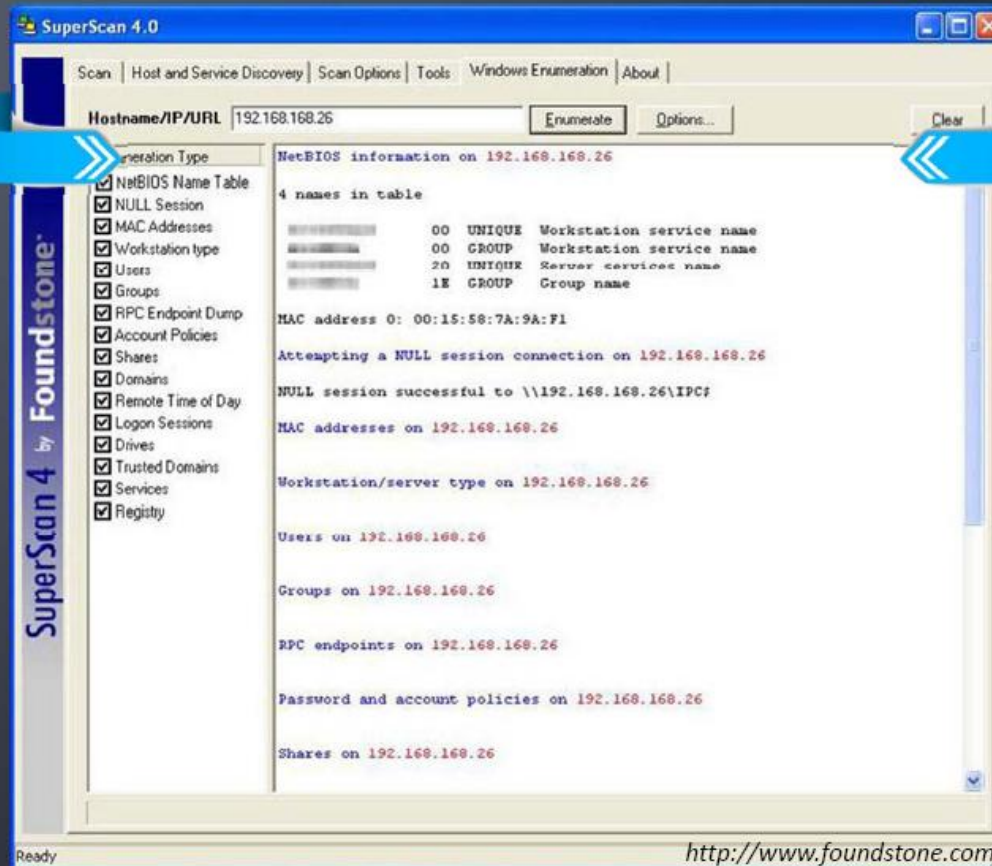 SuperScan 4.0
Scan | Host and Service Discovery | Scan Options | Tools | Windows Enumeration | About |
Hostname/IP/URL 192.168.168.26 Enumerate Options... Clear
neration Type
NetBIOS Name Table
NULL Session
MAC Addresses
Workstation type
Users
Groups
RPC Endpoint Dump
Account Policies
Shares
Domains
Remote Time of Day
Logon Sessions
Drives
Trusted Domains
Services
Registry
NetBIOS information on 192.168.168.26
4 names in table
00 UNIQUE Workstation service name
00 GROUP Workstation service name
20 UNIQUE Server services name
1E GROUP Group name
MAC address 0: 00:15:58:7A:9A:F1
Attempting a NULL session connection on 192.168.168.26
NULL session successful to \\192.168.168.26\IPC$
MAC addresses on 192.168.168.26
Workstation/server type on 192.168.168.26
Users on 192.168.168.26
Groups on 192.168.168.26
RPC endpoints on 192.168.168.26
Password and account policies on 192.168.168.26
Shares on 192.168.168.26
SuperScan 4 by Foundstone
Ready
http://www.foundstone.com